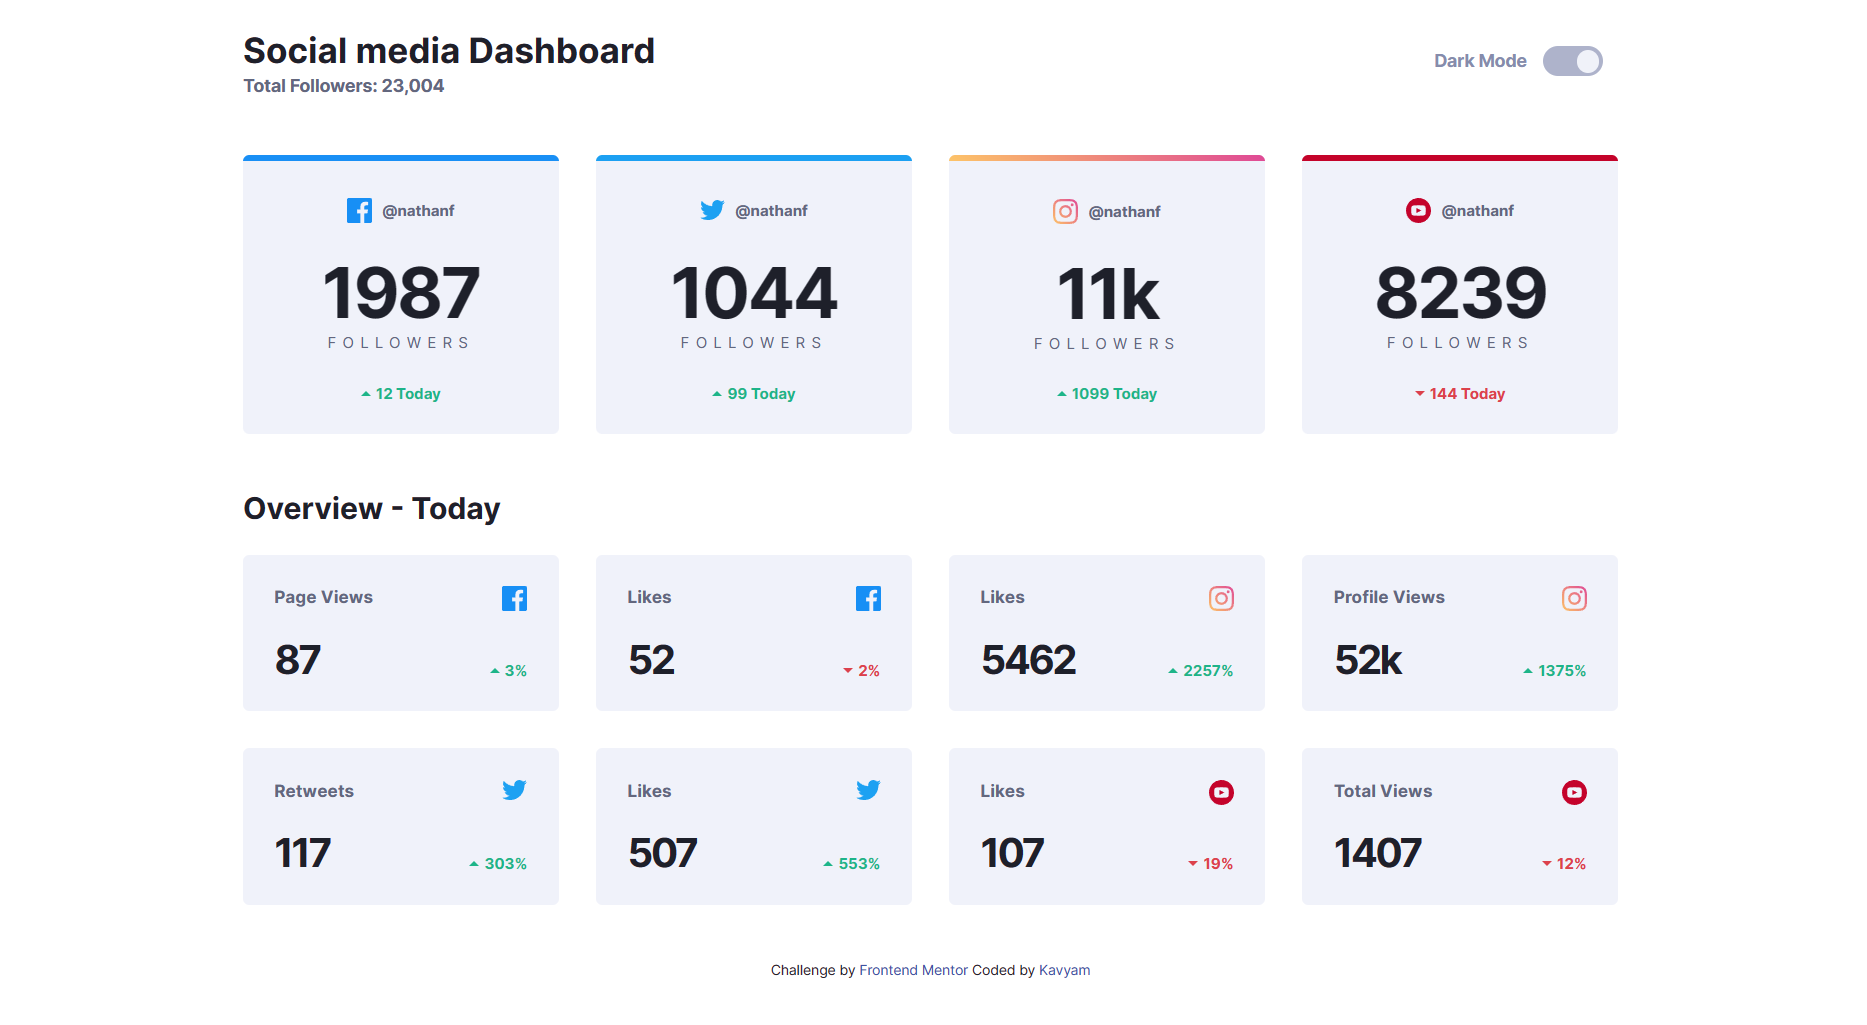 Social media Dashboard
Total Followers: 23,004
Dark Mode
@nathanf
1987
FOLLOWERS
12 Today
@nathanf
1044
FOLLOWERS
99 Today
@nathanf
11k
FOLLOWERS
1099 Today
@nathanf
8239
FOLLOWERS
144 Today
Overview - Today
Page Views
87
3%
Likes
52
2%
Likes
5462
2257%
Profile Views
52k
1375%
Retweets
117
303%
Likes
507
553%
Likes
107
19%
Total Views
1407
12%
Challenge by Frontend Mentor Coded by Kavyam